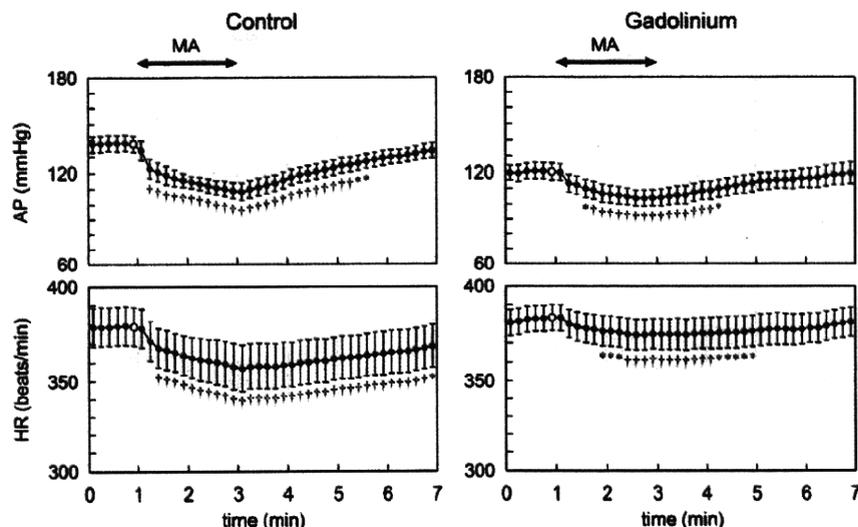 Control
Gadolinium
MA
MA
AP (mmHg)
180
120
60
180
120
60
††††††††††††††††**
*†††††††††††*
HR (beats/min)
400
350
300
400
350
300
0 1 2 3 4 5 6 7
0 1 2 3 4 5 6 7
time (min)
time (min)